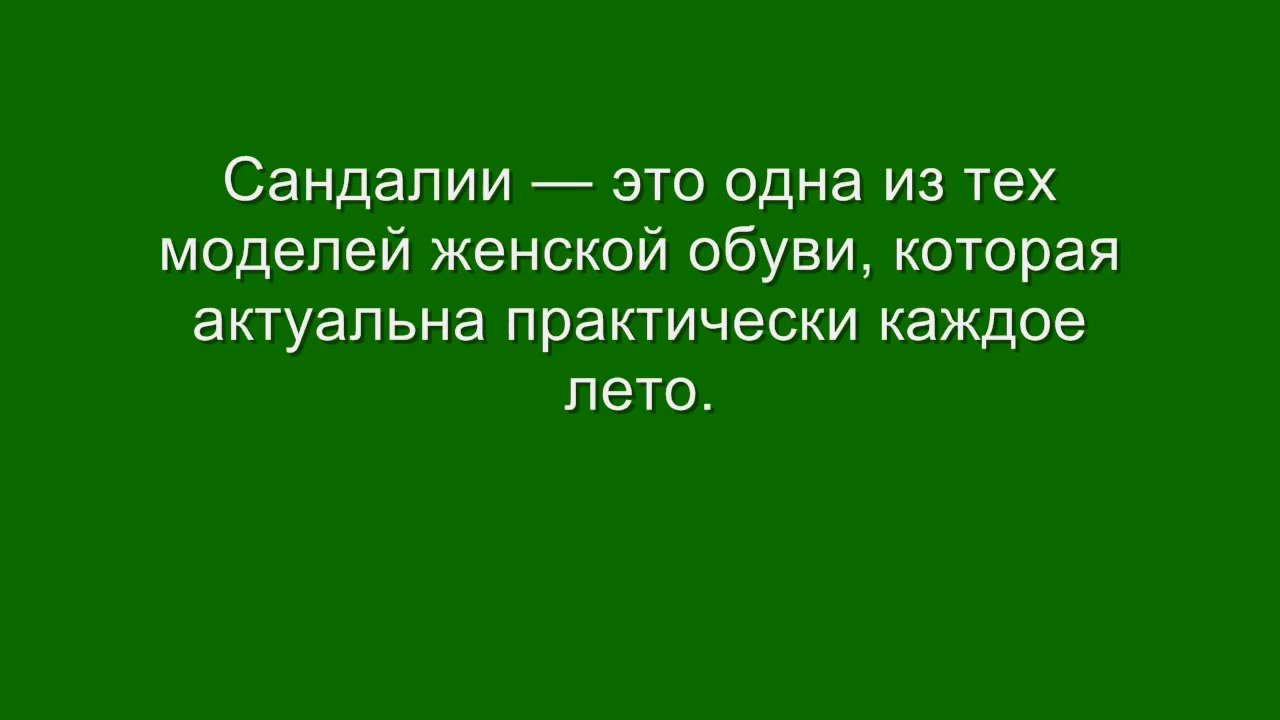 Сандалии — это одна из тех
моделей женской обуви, которая
актуальна практически каждое
лето.